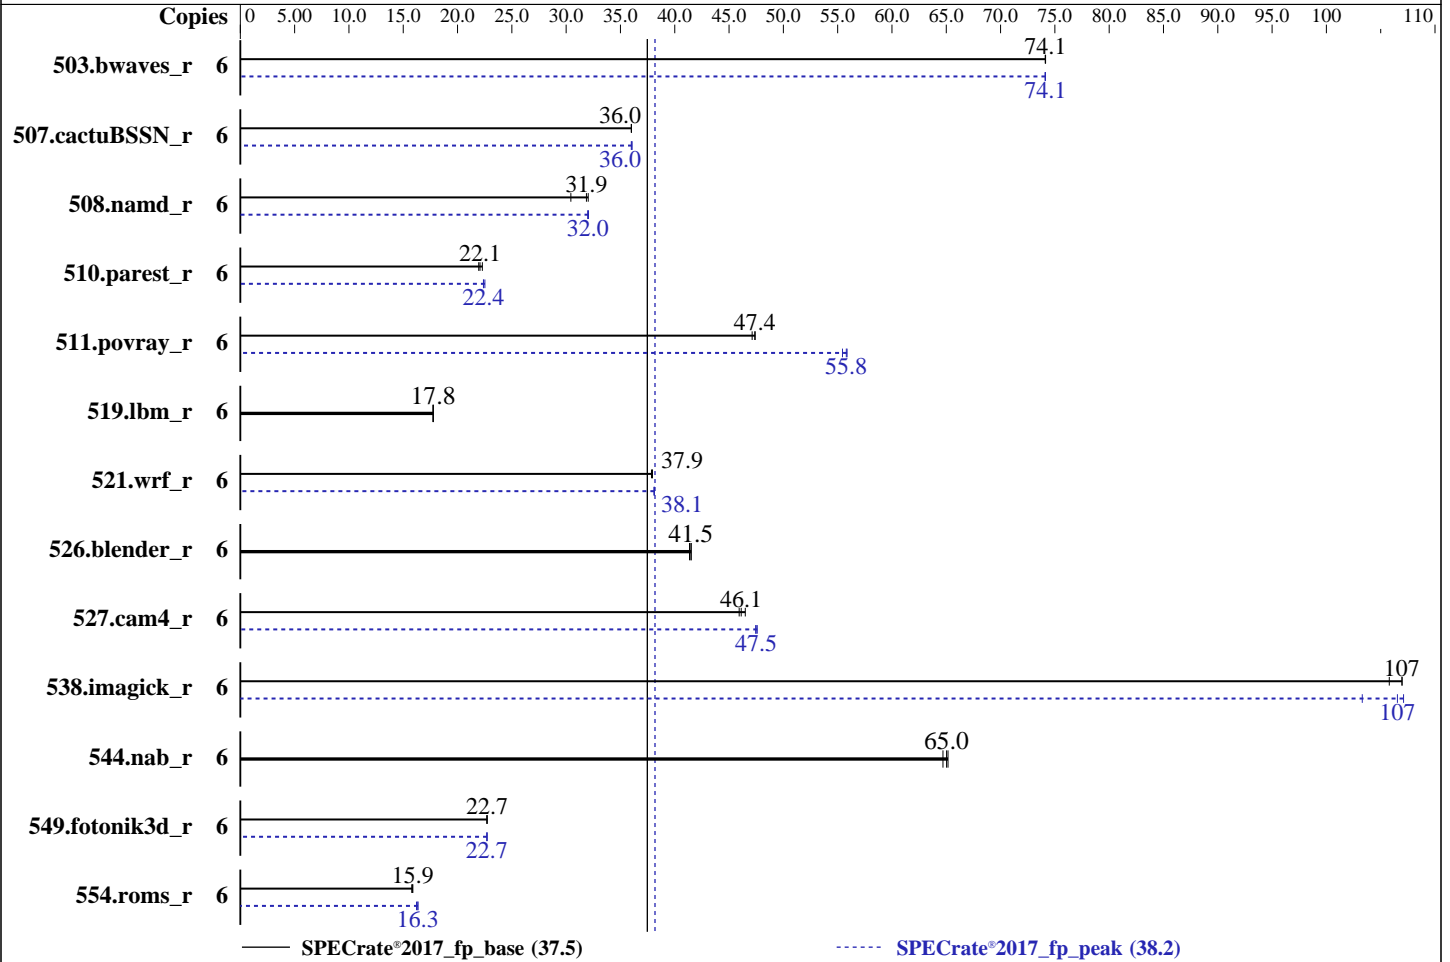 Copies 0 5.00 10.0 15.0 20.0 25.0 30.0 35.0 40.0 45.0 50.0 55.0 60.0 65.0 70.0 75.0 80.0 85.0 90.0 95.0 100 110
74.1
503.bwaves_r 6
74.1
36.0
507.cactuBSSN_r 6
36.0
31.9
508.namd_r 6
32.0
22.1
510.parest_r 6
22.4
47.4
511.povray_r 6
55.8
17.8
519.lbm_r 6
37.9
521.wrf_r 6
38.1
41.5
526.blender_r 6
46.1
527.cam4_r 6
47.5
107
538.imagick_r 6
107
65.0
544.nab_r 6
22.7
549.fotonik3d_r 6
22.7
15.9
554.roms_r 6
16.3
SPECrate®2017_fp_base (37.5) SPECrate®2017_fp_peak (38.2)